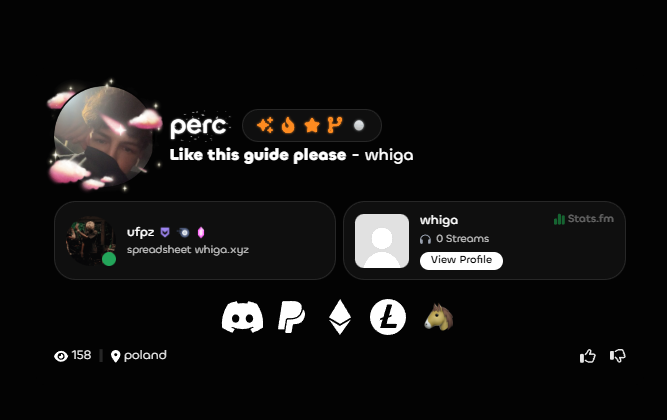 perc
Like this guide please - whiga
ufpz
spreadsheet whiga.xyz
whiga
Stats.fm
0 Streams
View Profile
158 | poland